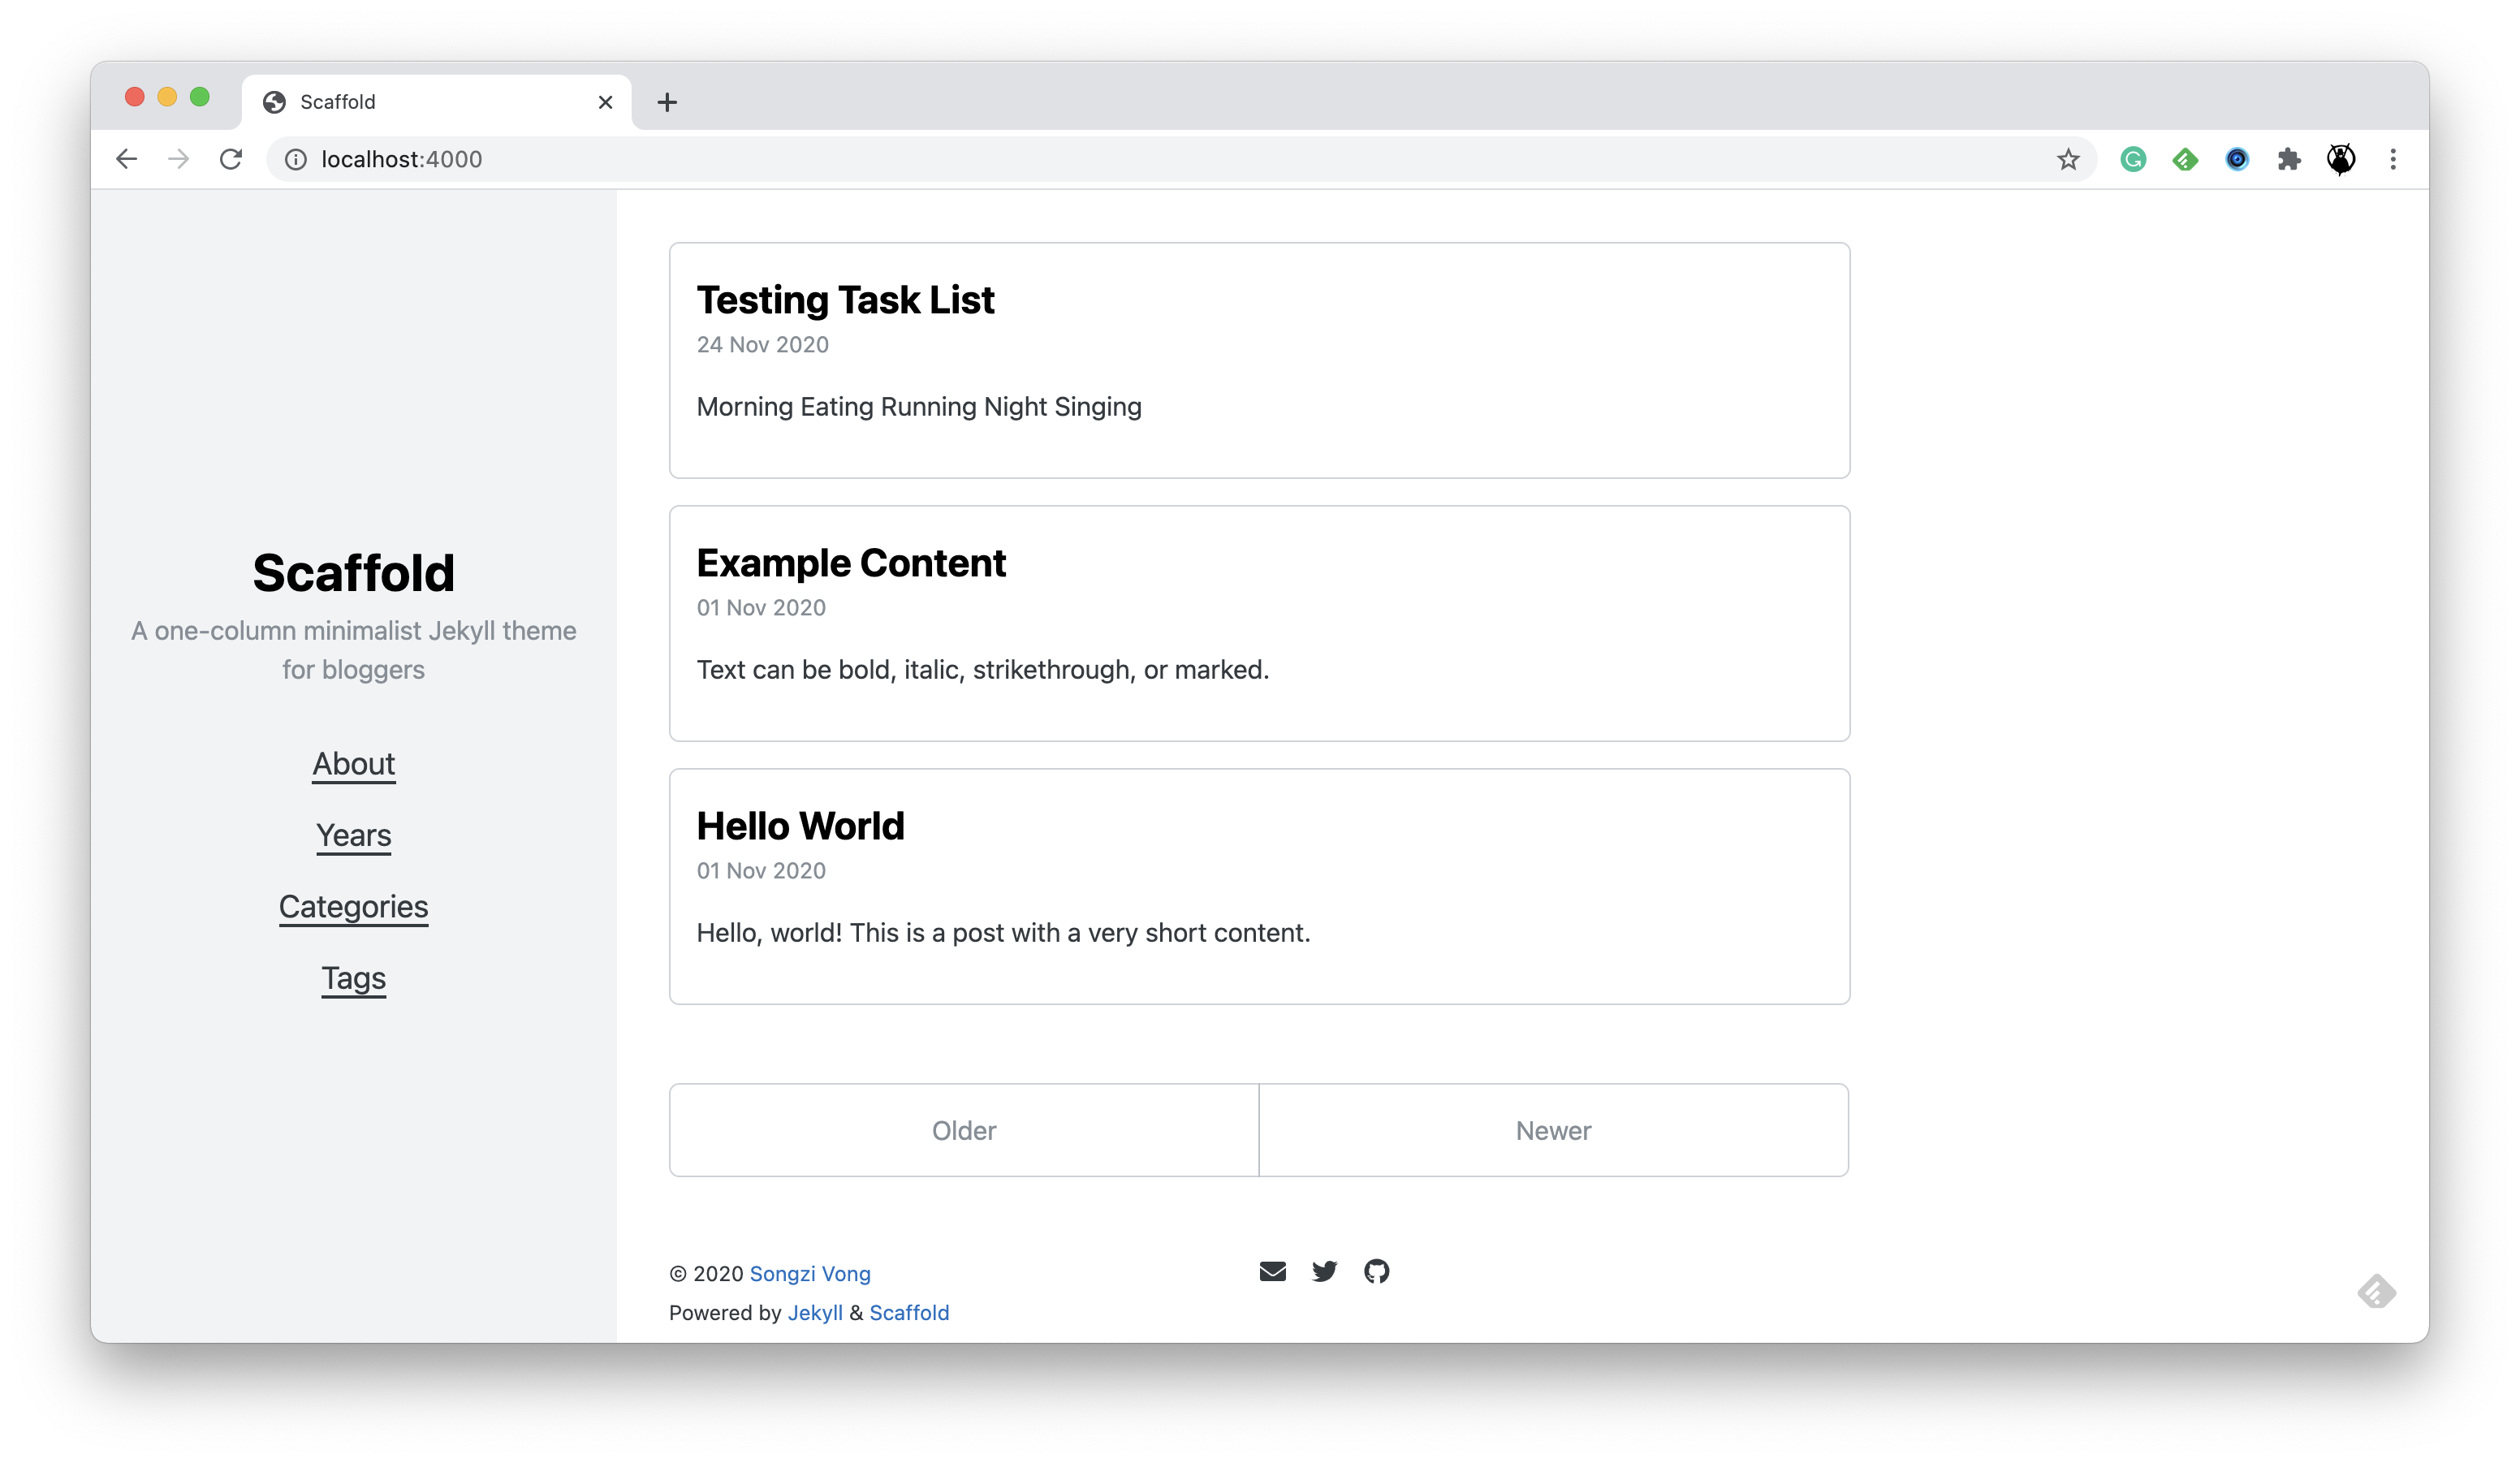 Scaffold
localhost:4000
Scaffold
A one-column minimalist Jekyll theme
for bloggers
About
Years
Categories
Tags
Testing Task List
24 Nov 2020
Morning Eating Running Night Singing
Example Content
01 Nov 2020
Text can be bold, italic, strikethrough, or marked.
Hello World
01 Nov 2020
Hello, world! This is a post with a very short content.
Older
Newer
© 2020 Songzi Vong
Powered by Jekyll & Scaffold